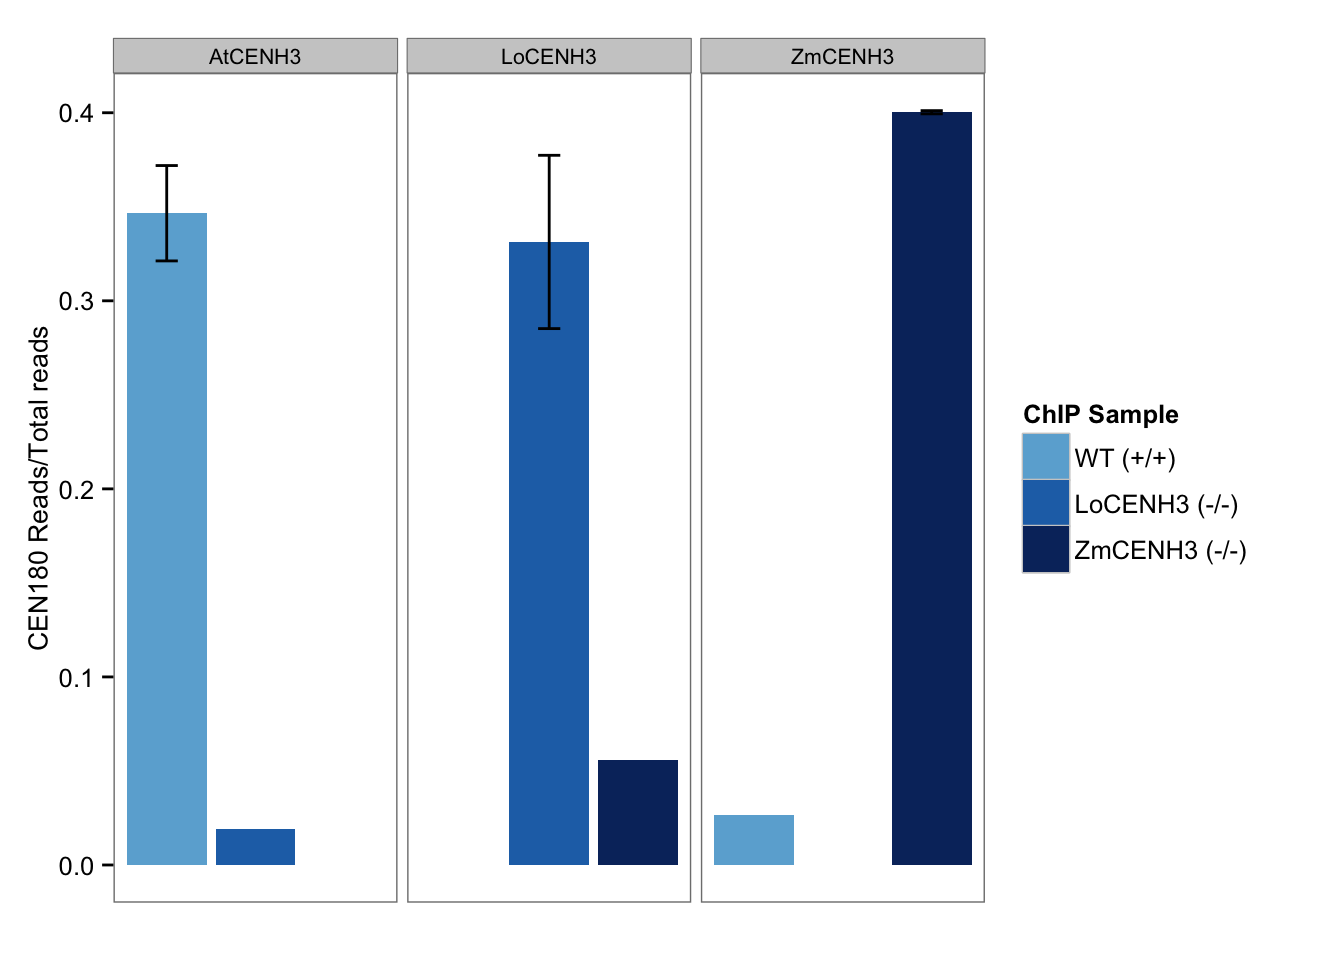 AtCENH3
LoCENH3
ZmCENH3
0.4
0.3
0.2
0.1
0.0
CEN180 Reads/Total reads
ChIP Sample
WT (+/+)
LoCENH3 (-/-)
ZmCENH3 (-/-)